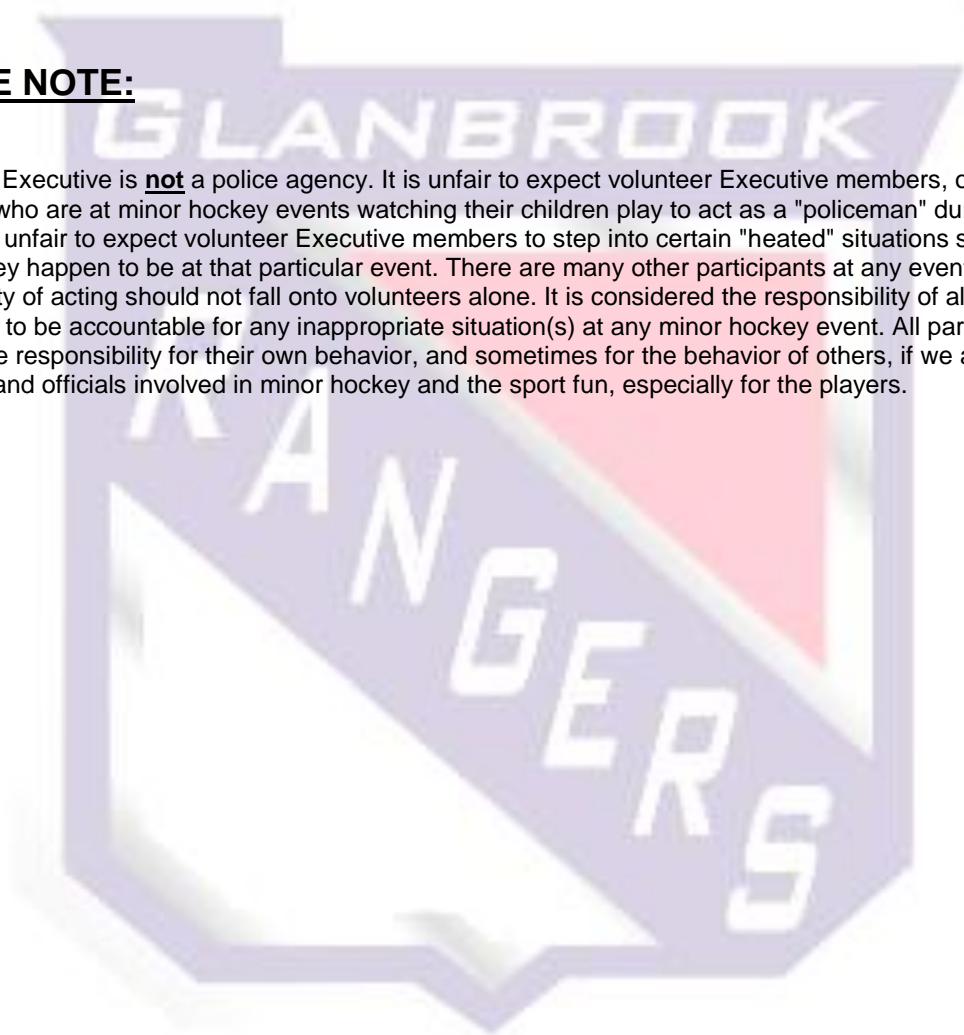 E NOTE:
GLANBROOK
Executive is not a police agency. It is unfair to expect volunteer Executive members, o
who are at minor hockey events watching their children play to act as a "policeman" du
unfair to expect volunteer Executive members to step into certain "heated" situations s
ey happen to be at that particular event. There are many other participants at any event
ty of acting should not fall onto volunteers alone. It is considered the responsibility of al
to be accountable for any inappropriate situation(s) at any minor hockey event. All par
e responsibility for their own behavior, and sometimes for the behavior of others, if we a
and officials involved in minor hockey and the sport fun, especially for the players.
RANGERS